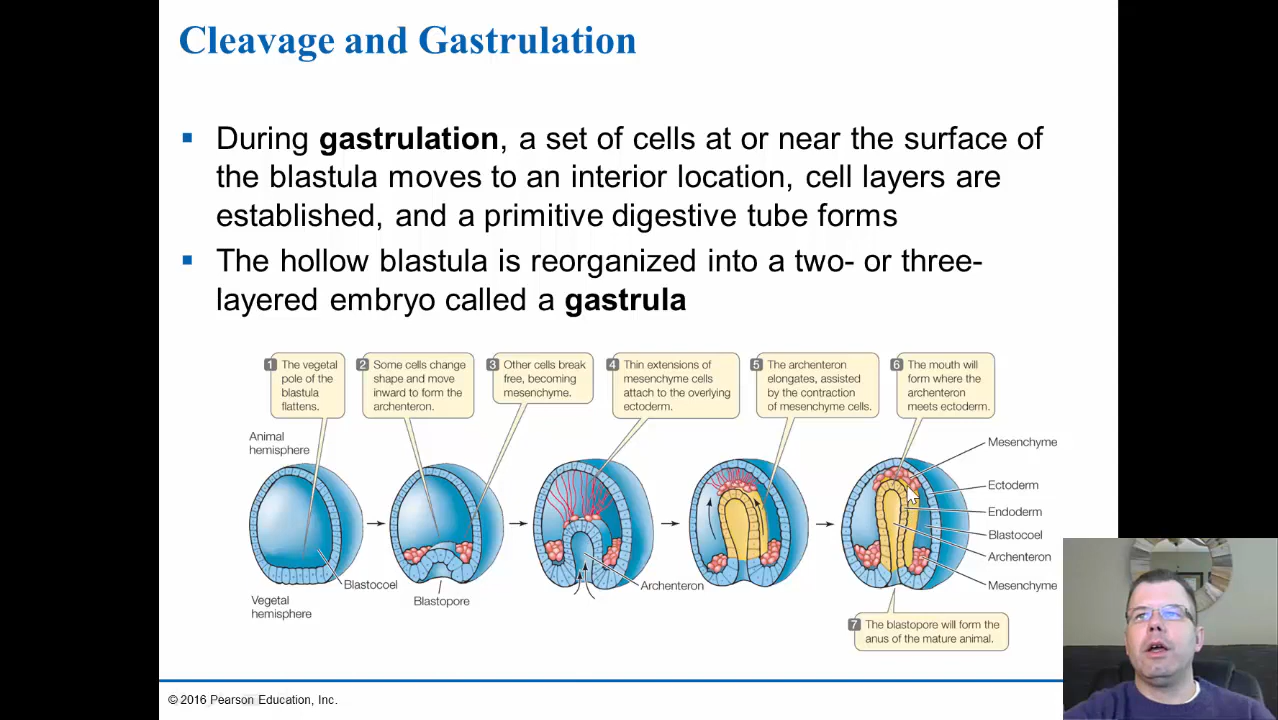 Cleavage and Gastrulation
During gastrulation, a set of cells at or near the surface of
the blastula moves to an interior location, cell layers are
established, and a primitive digestive tube forms
The hollow blastula is reorganized into a two- or three-
layered embryo called a gastrula
1 The vegetal
pole of the
blastula
flattens.
2 Some cells change
shape and move
inward to form the
archenteron.
3 Other cells break
free, becoming
mesenchyme.
4 Thin extensions of
mesenchyme cells
attach to the overlying
ectoderm.
5 The archenteron
elongates, assisted
by the contraction
of mesenchyme cells.
6 The mouth will
form where the
archenteron
meets ectoderm.
Animal
hemisphere
Mesenchyme
Ectoderm
Endoderm
Blastocoel
Archenteron
Mesenchyme
Blastocoel
Archenteron
Vegetal
hemisphere
Blastopore
7 The blastopore will form the
anus of the mature animal.
© 2016 Pearson Education, Inc.